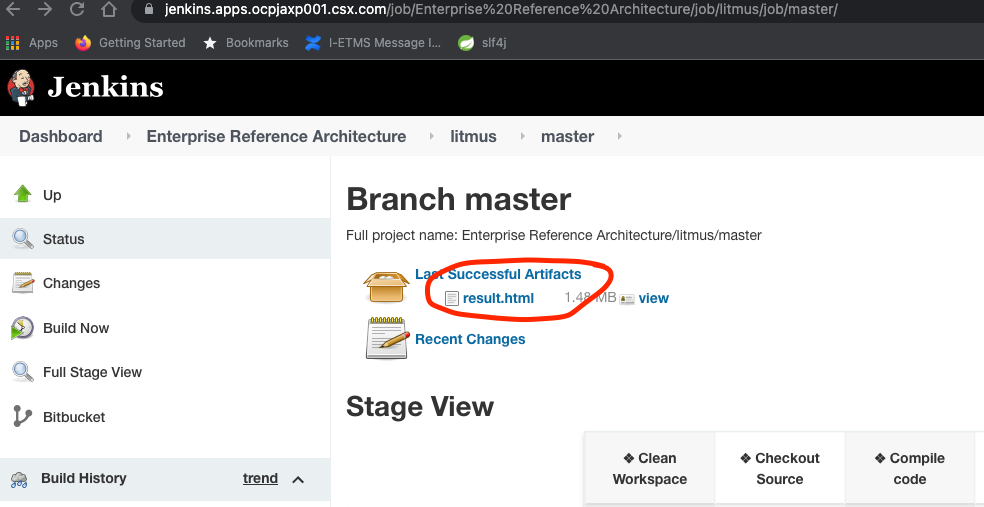 jenkins.apps.ocpjaxp001.csx.com/job/Enterprise%20Reference%20Architecture/job/litmus/job/master/
Apps Getting Started Bookmarks I-ETMS Message I... slf4j
Jenkins
Dashboard Enterprise Reference Architecture litmus master
Up
Status
Changes
Build Now
Full Stage View
Bitbucket
Build History trend
Branch master
Full project name: Enterprise Reference Architecture/litmus/master
Last Successful Artifacts
result.html 1.48 MB view
Recent Changes
Stage View
❖ Clean Workspace
❖ Checkout Source
❖ Compile code